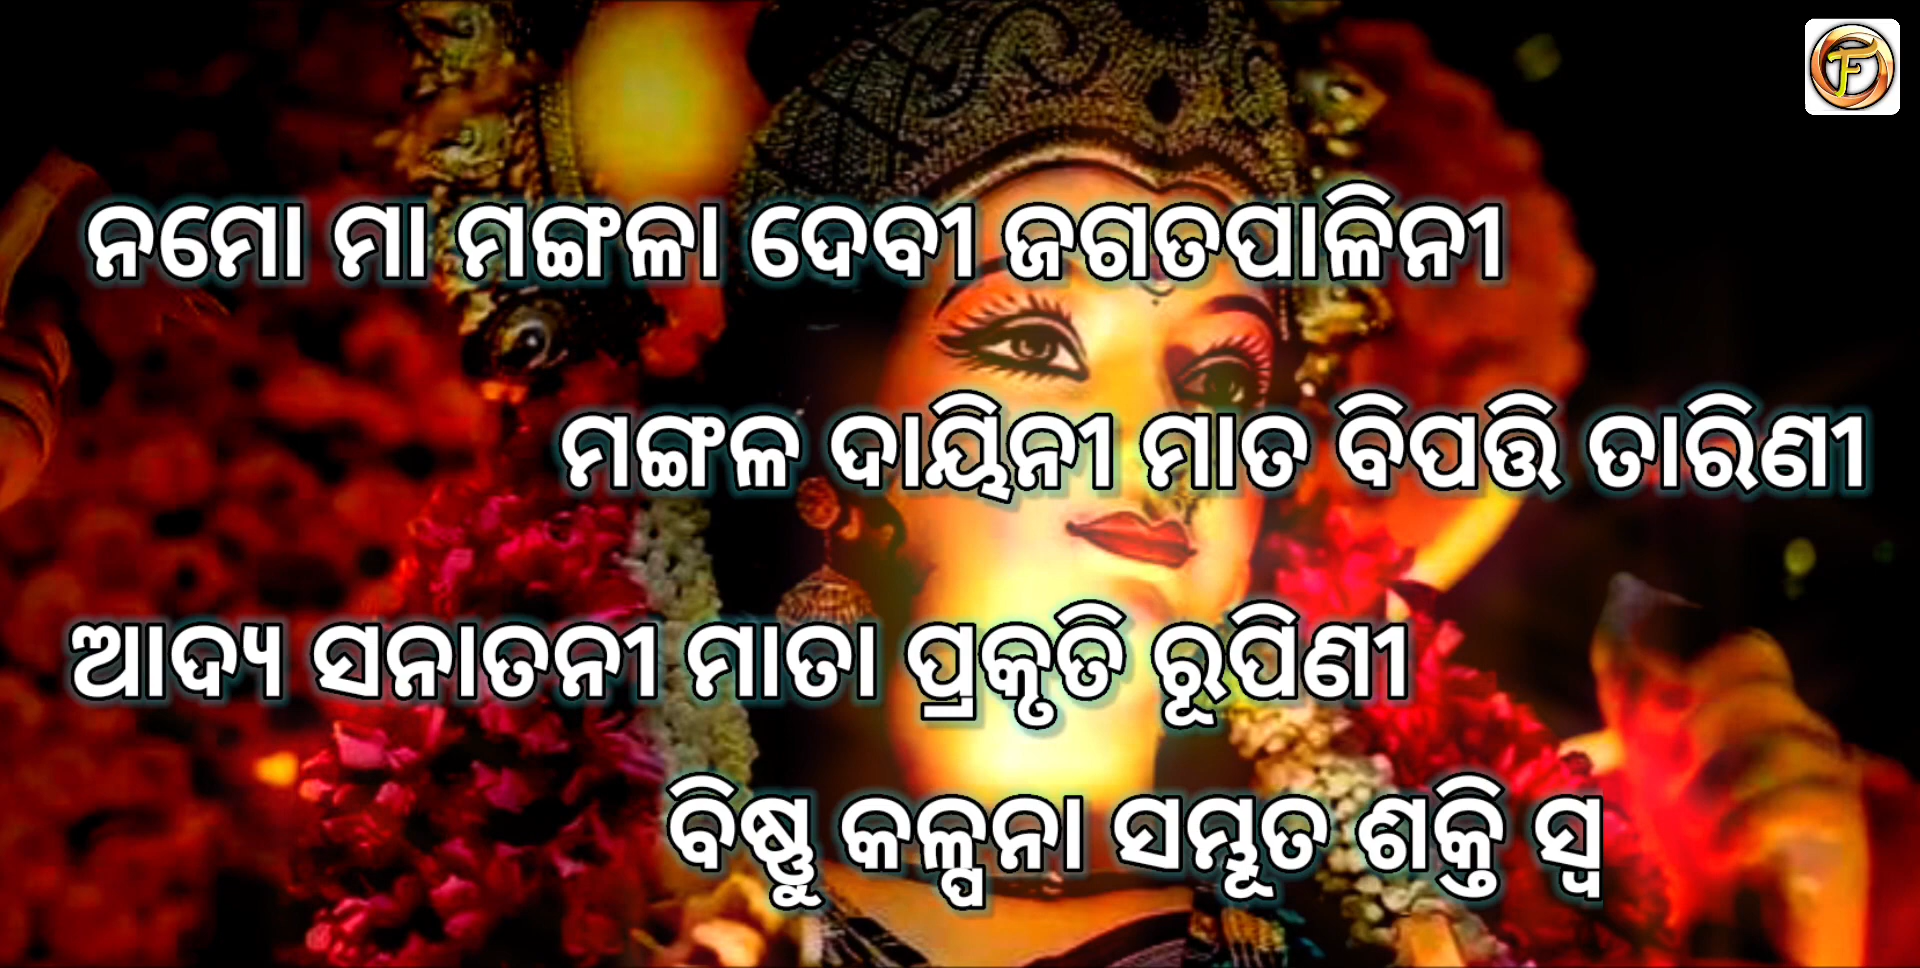 ନମୋ ମା ମଙ୍ଗଳା ଦେବୀ ଜଗତପାଳିନୀ
ମଙ୍ଗଳ ଦାୟିନୀ ମାତ ବିପତ୍ତି ତାରିଣୀ
ଆଦ୍ୟ ସନାତନୀ ମାତା ପ୍ରକୃତି ରୂପିଣୀ
ବିଷ୍ଣୁ କଳ୍ପନା ସମ୍ଭୂତ ଶକ୍ତି ସ୍ୱ